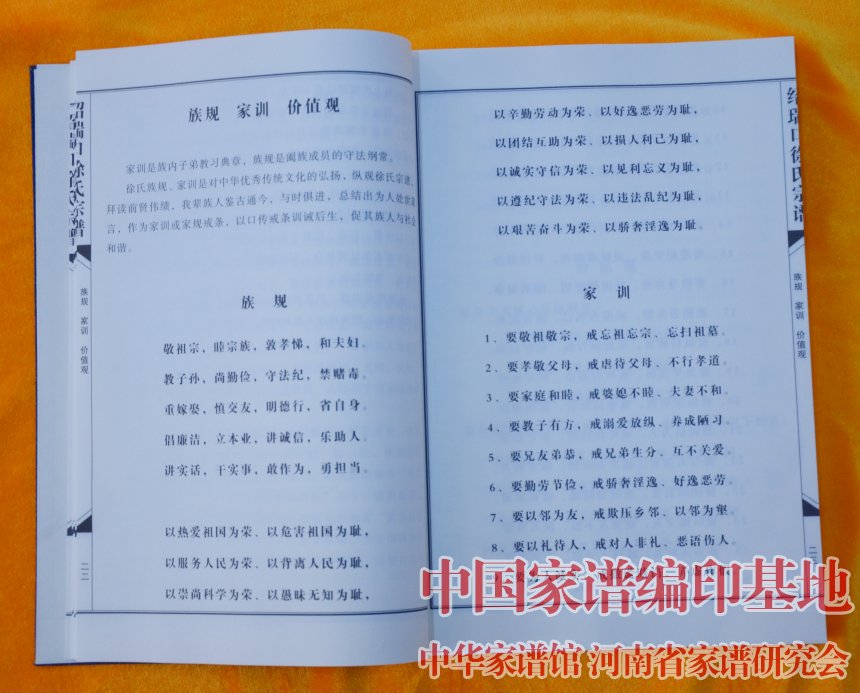 族规 家训 价值观
家训是族内子弟教习典章，族规是阖族成员的守法纲常。
徐氏族规、家训是对中华优秀传统文化的弘扬，纵观徐氏宗谱，
拜读前贤伟绩，我辈族人鉴古通今，与时俱进，总结出为人处世
言，作为家训或家规戒条，以口传戒条训诫后生，促其族人与社会
和谐。
族 规
敬祖宗，睦宗族，敦孝悌，和夫妇。
教子孙，尚勤俭，守法纪，禁赌毒。
重嫁娶，慎交友，明德行，省自身。
倡廉洁，立本业，讲诚信，乐助人。
讲实话，干实事，敢作为，勇担当。
以热爱祖国为荣、以危害祖国为耻，
以服务人民为荣、以背离人民为耻，
以崇尚科学为荣、以愚昧无知为耻，
族规 家训 价值观
二二
以辛勤劳动为荣、以好逸恶劳为耻，
以团结互助为荣、以损人利己为耻，
以诚实守信为荣、以见利忘义为耻，
以遵纪守法为荣、以违法乱纪为耻，
以艰苦奋斗为荣、以骄奢淫逸为耻。
家 训
1、要敬祖敬宗，戒忘祖忘宗、忘扫祖墓。
2、要孝敬父母，戒虐待父母、不行孝道。
3、要家庭和睦，戒婆媳不睦、夫妻不和。
4、要教子有方，戒溺爱放纵、养成陋习。
5、要兄友弟恭，戒兄弟生分、互不关爱。
6、要勤劳节俭，戒骄奢淫逸、好逸恶劳。
7、要以邻为友，戒欺压乡邻、以邻为壑。
8、要以礼待人，戒对人非礼、恶语伤人。
瑞口徐氏宗谱
族规 家训 价值观
中国家谱编印基地
中华家谱馆 河南省家谱研究会